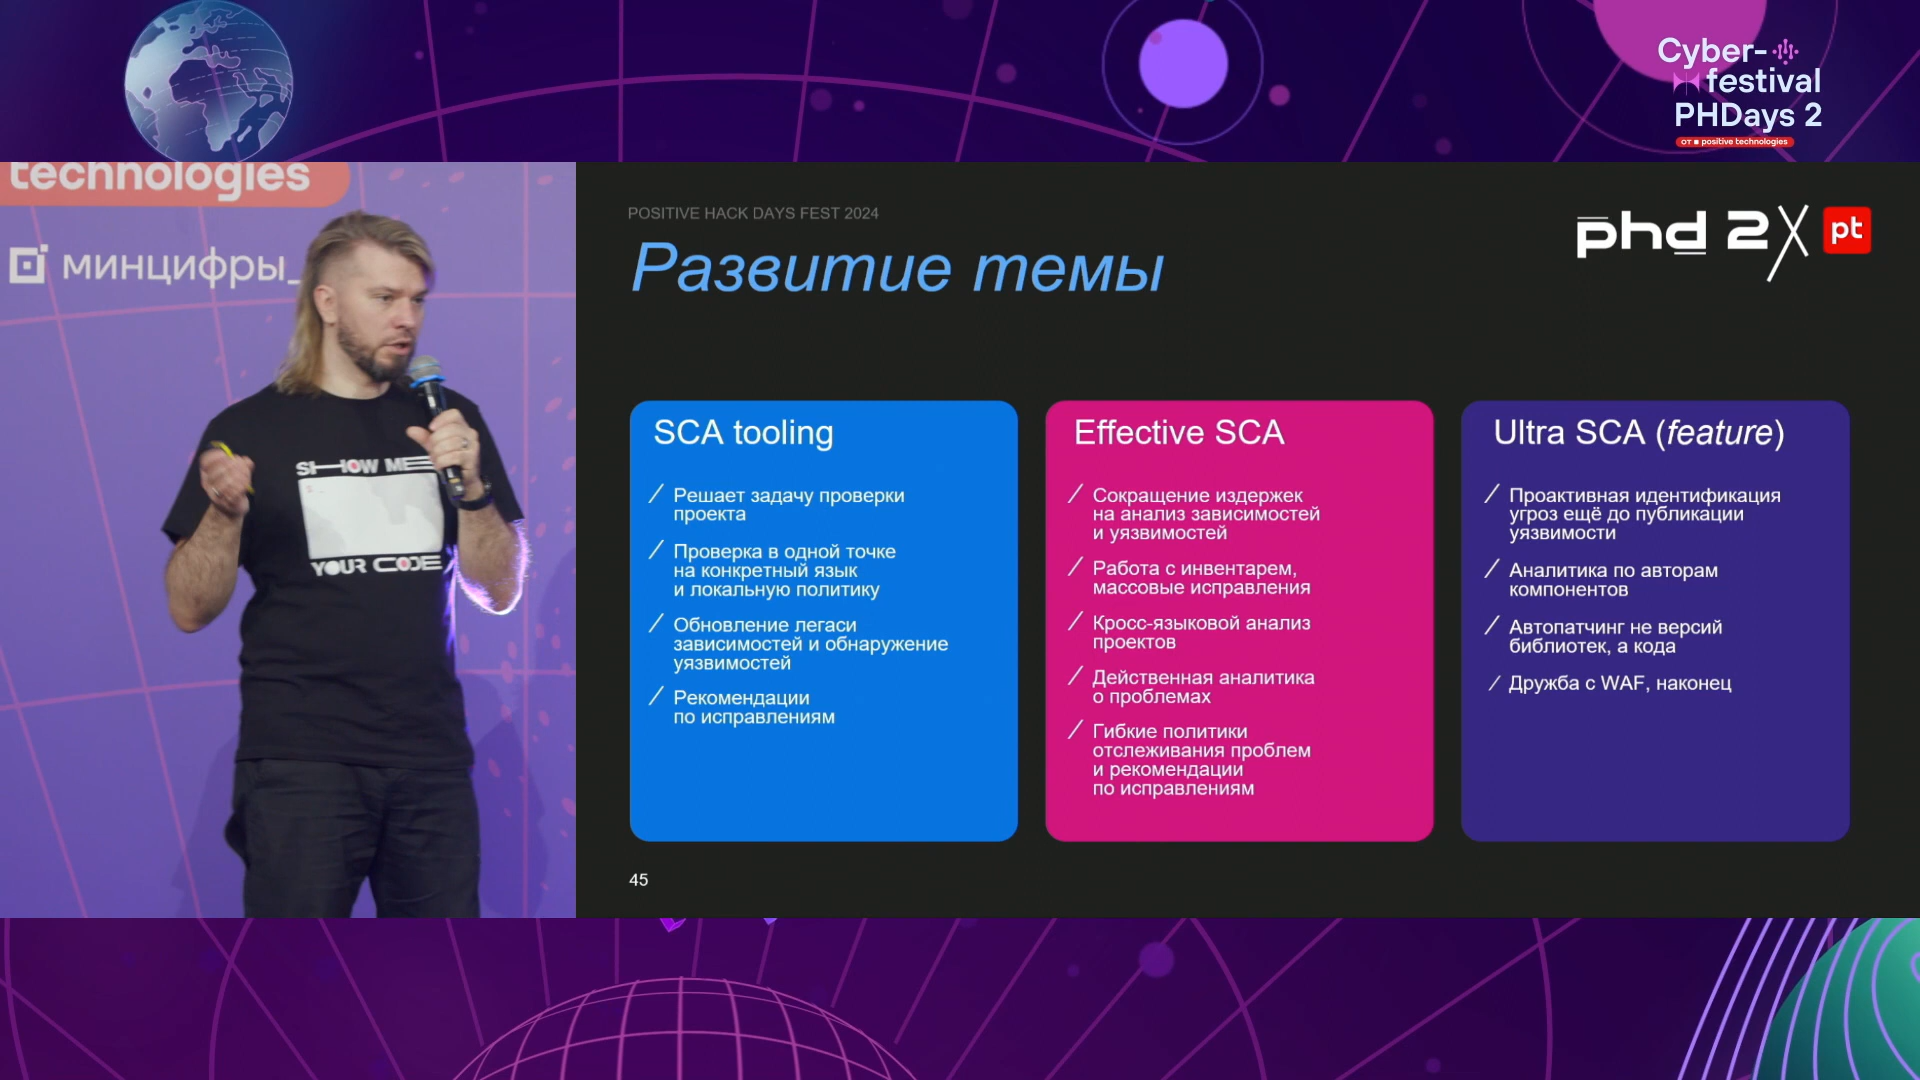 Cyber-
festival
PHDays 2
от positive technologies
technologies
минцифры_
SHOW ME
YOUR CODE
POSITIVE HACK DAYS FEST 2024
Развитие темы
phd 2
pt
SCA tooling
Решает задачу проверки
проекта
Проверка в одной точке
на конкретный язык
и локальную политику
Обновление легаси
зависимостей и обнаружение
уязвимостей
Рекомендации
по исправлениям
Effective SCA
Сокращение издержек
на анализ зависимостей
и уязвимостей
Работа с инвентарем,
массовые исправления
Кросс-языковой анализ
проектов
Действенная аналитика
о проблемах
Гибкие политики
отслеживания проблем
и рекомендации
по исправлениям
Ultra SCA (feature)
Проактивная идентификация
угроз ещё до публикации
уязвимости
Аналитика по авторам
компонентов
Автопатчинг не версий
библиотек, а кода
Дружба с WAF, наконец
45